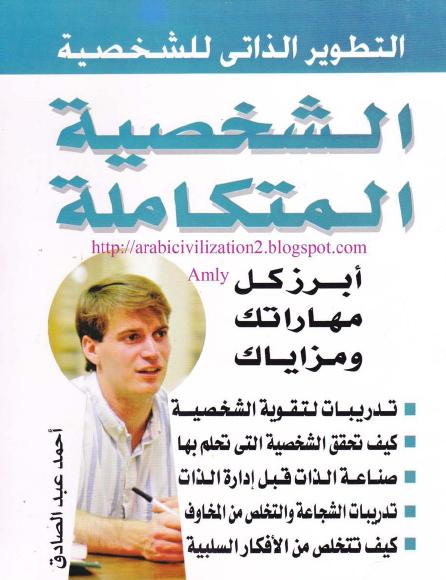 التطوير الذاتى للشخصية
الشخصية
المتكاملة
http://arabicivilization2.blogspot.com
Amly
أبرز كل
مهاراتك
ومزاياك
تدريبات لتقوية الشخصية
كيف تحقق الشخصية التى تحلم بها
صناعة الذات قبل إدارة الذات
تدريبات الشجاعة والتخلص من المخاوف
كيف تتخلص من الأفكار السلبية
أحمد عبد الصادق